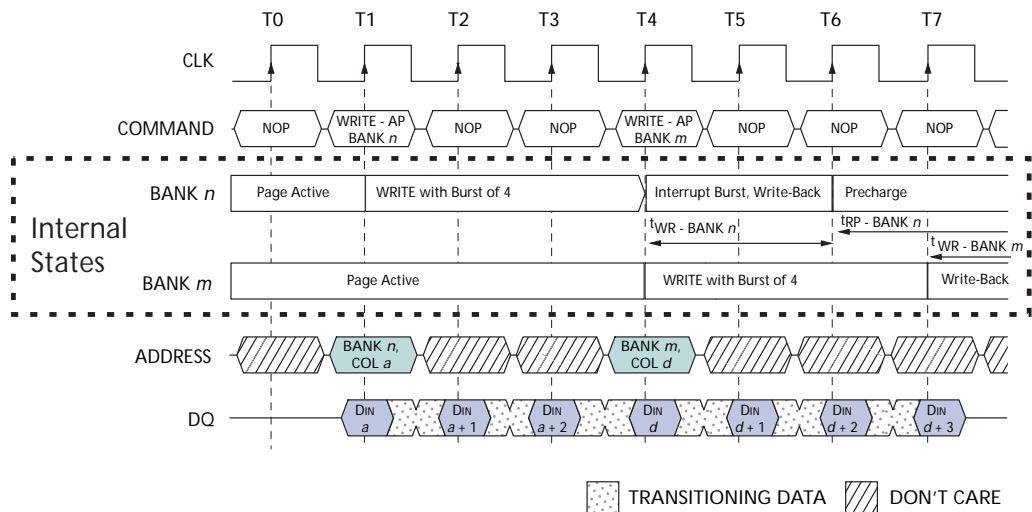 T0 T1 T2 T3 T4 T5 T6 T7
CLK
COMMAND NOP WRITE - AP BANK n NOP NOP WRITE - AP BANK m NOP NOP NOP
Internal States
BANK n Page Active WRITE with Burst of 4 Interrupt Burst, Write-Back Precharge
tWR - BANK n tRP - BANK n
tWR - BANK m
BANK m Page Active WRITE with Burst of 4 Write-Back
ADDRESS BANK n, COL a BANK m, COL d
DQ DIN a DIN a + 1 DIN a + 2 DIN d DIN d + 1 DIN d + 2 DIN d + 3
TRANSITIONING DATA DON'T CARE